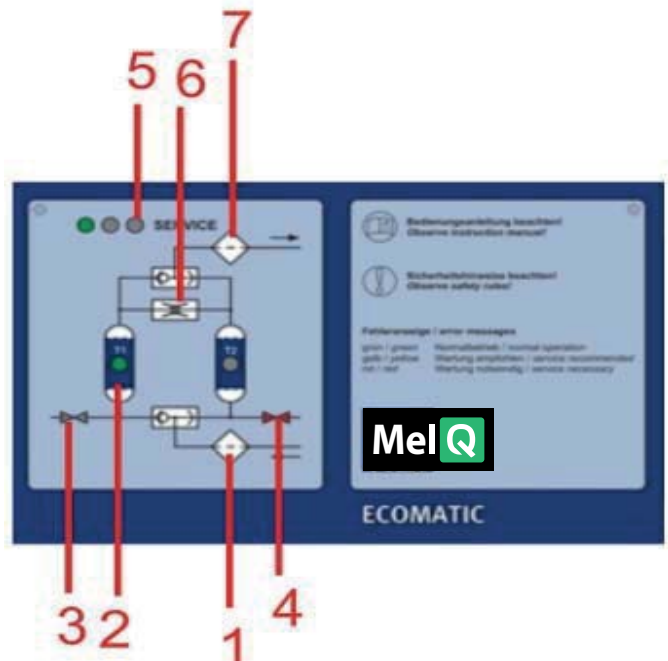 7
5 6
SERVICE
T1 T2
3 2 1 4
Bedienungsanleitung beachten!
Observe instruction manual!
Sicherheitshinweise beachten!
Observe safety rules!
Fehleranzeige / error messages
grün / green Normalbetrieb / normal operation
gelb / yellow Wartung empfohlen / service recommended
rot / red Wartung notwendig / service necessary
MelQ
ECOMATIC